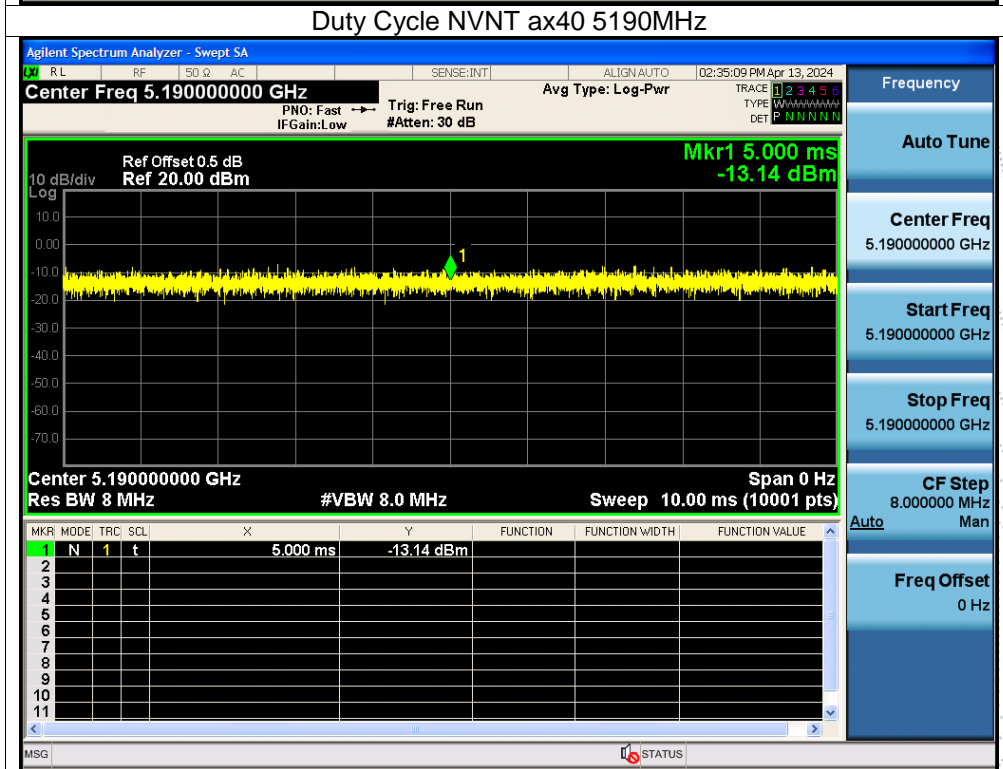 Duty Cycle NVNT ax40 5190MHz
Agilent Spectrum Analyzer - Swept SA
LXI RL RF 50 Ω AC SENSE:INT ALIGN AUTO 02:35:09 PM Apr 13, 2024
Center Freq 5.190000000 GHz Avg Type: Log-Pwr TRACE 1 2 3 4 5 6
PNO: Fast Trig: Free Run TYPE WWWWWW
IFGain:Low #Atten: 30 dB DET P N N N N N
Frequency
Auto Tune
Mkr1 5.000 ms
-13.14 dBm
Ref Offset 0.5 dB
10 dB/div Ref 20.00 dBm
Log
10.0
0.00
-10.0
-20.0
-30.0
-40.0
-50.0
-60.0
-70.0
1
Center 5.190000000 GHz Span 0 Hz
Res BW 8 MHz #VBW 8.0 MHz Sweep 10.00 ms (10001 pts)
MKR MODE TRC SCL X Y FUNCTION FUNCTION WIDTH FUNCTION VALUE
1 N 1 t 5.000 ms -13.14 dBm
2
3
4
5
6
7
8
9
10
11
Center Freq
5.190000000 GHz
Start Freq
5.190000000 GHz
Stop Freq
5.190000000 GHz
CF Step
8.000000 MHz
Auto Man
Freq Offset
0 Hz
MSG STATUS